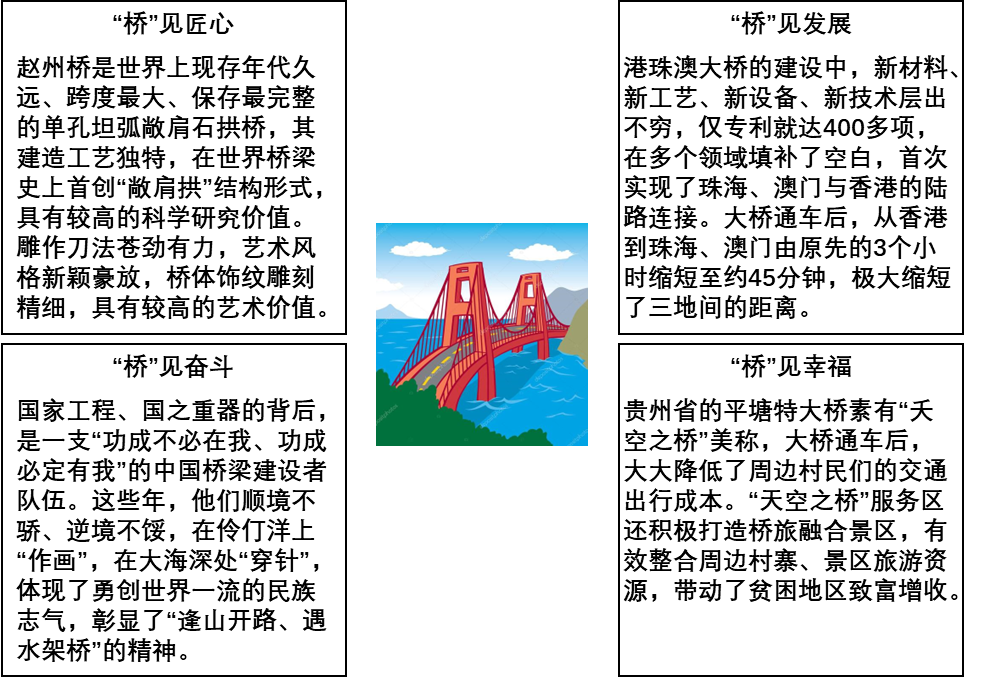 “桥”见匠心
赵州桥是世界上现存年代久
远、跨度最大、保存最完整
的单孔坦弧敞肩石拱桥，其
建造工艺独特，在世界桥梁
史上首创“敞肩拱”结构形式，
具有较高的科学研究价值。
雕作刀法苍劲有力，艺术风
格新颖豪放，桥体饰纹雕刻
精细，具有较高的艺术价值。
“桥”见发展
港珠澳大桥的建设中，新材料、
新工艺、新设备、新技术层出
不穷，仅专利就达400多项，
在多个领域填补了空白，首次
实现了珠海、澳门与香港的陆
路连接。大桥通车后，从香港
到珠海、澳门由原先的3个小
时缩短至约45分钟，极大缩短
了三地间的距离。
“桥”见奋斗
国家工程、国之重器的背后，
是一支“功成不必在我、功成
必定有我”的中国桥梁建设者
队伍。这些年，他们顺境不
骄、逆境不馁，在伶仃洋上
“作画”，在大海深处“穿针”，
体现了勇创世界一流的民族
志气，彰显了“逢山开路、遇
水架桥”的精神。
“桥”见幸福
贵州省的平塘特大桥素有“天
空之桥”美称，大桥通车后，
大大降低了周边村民们的交通
出行成本。“天空之桥”服务区
还积极打造桥旅融合景区，有
效整合周边村寨、景区旅游资
源，带动了贫困地区致富增收。